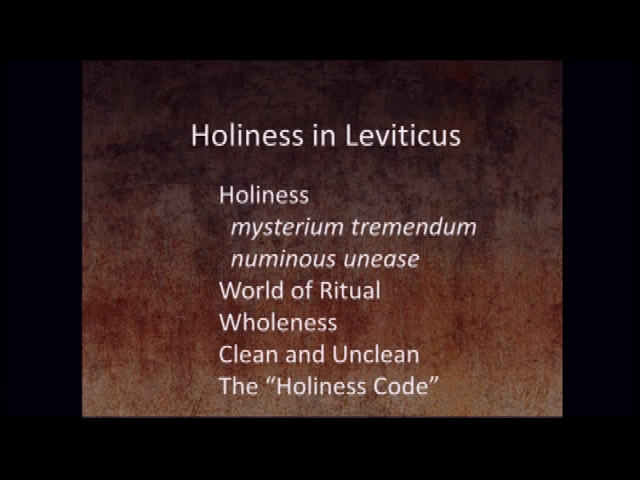 Holiness in Leviticus
Holiness
mysterium tremendum
numinous unease
World of Ritual
Wholeness
Clean and Unclean
The “Holiness Code”